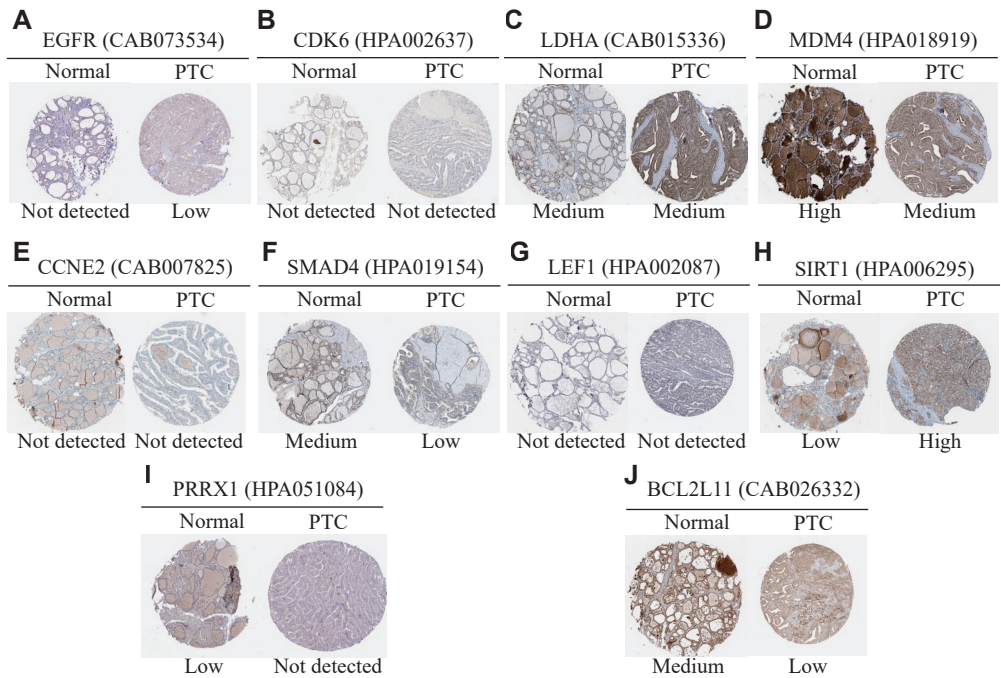 A
EGFR (CAB073534)
Normal PTC
Not detected Low
B
CDK6 (HPA002637)
Normal PTC
Not detected Not detected
C
LDHA (CAB015336)
Normal PTC
Medium Medium
D
MDM4 (HPA018919)
Normal PTC
High Medium
E
CCNE2 (CAB007825)
Normal PTC
Not detected Not detected
F
SMAD4 (HPA019154)
Normal PTC
Medium Low
G
LEF1 (HPA002087)
Normal PTC
Not detected Not detected
H
SIRT1 (HPA006295)
Normal PTC
Low High
I
PRRX1 (HPA051084)
Normal PTC
Low Not detected
J
BCL2L11 (CAB026332)
Normal PTC
Medium Low